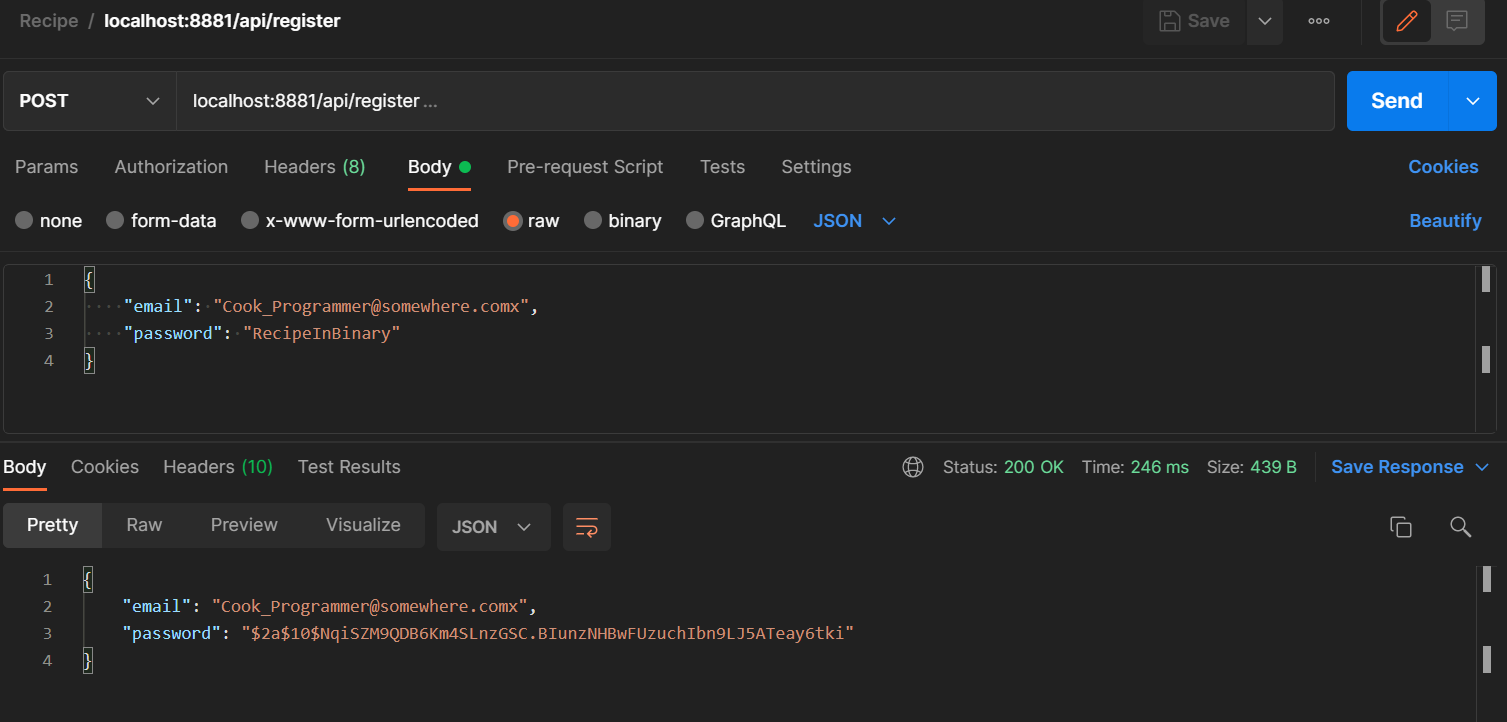 Recipe / localhost:8881/api/register Save ooo
POST localhost:8881/api/register ... Send
Params Authorization Headers (8) Body Pre-request Script Tests Settings Cookies
none form-data x-www-form-urlencoded raw binary GraphQL JSON Beautify
1 {
2 ····"email":·"Cook_Programmer@somewhere.comx",
3 ····"password":·"RecipeInBinary"
4 }
Body Cookies Headers (10) Test Results Status: 200 OK Time: 246 ms Size: 439 B Save Response
Pretty Raw Preview Visualize JSON
1 {
2 "email": "Cook_Programmer@somewhere.comx",
3 "password": "$2a$10$NqiSZM9QDB6Km4SLnzGSC.BIunzNHBwFUzuchIbn9LJ5ATeay6tki"
4 }